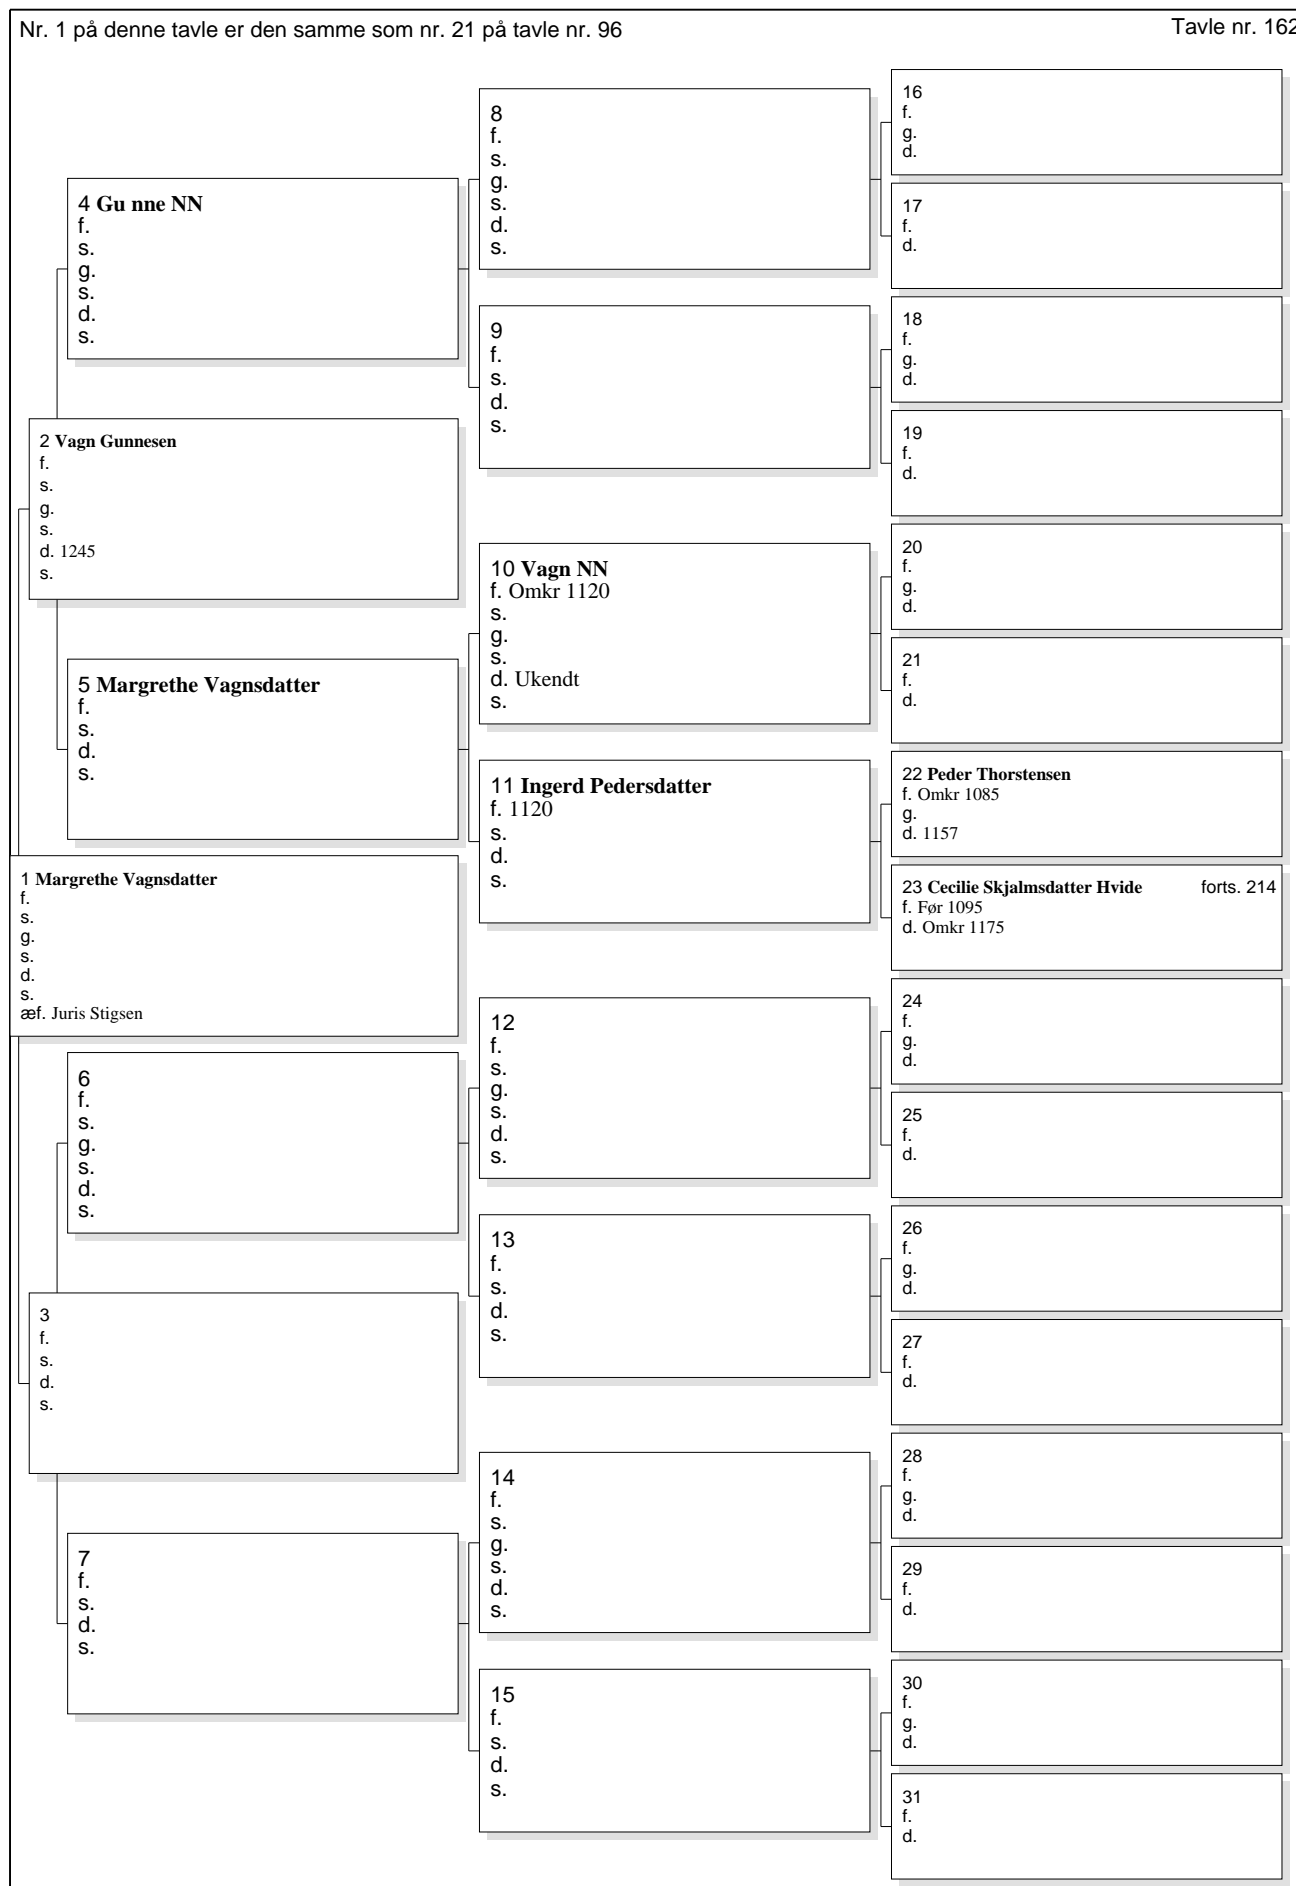 Nr. 1 på denne tavle er den samme som nr. 21 på tavle nr. 96
Tavle nr. 162
16
f.
g.
d.
8
f.
s.
g.
s.
d.
s.
17
f.
d.
4 Gu nne NN
f.
s.
g.
s.
d.
s.
18
f.
g.
d.
9
f.
s.
d.
s.
19
f.
d.
2 Vagn Gunnesen
f.
s.
g.
s.
d. 1245
s.
20
f.
g.
d.
10 Vagn NN
f. Omkr 1120
s.
g.
s.
d. Ukendt
s.
21
f.
d.
5 Margrethe Vagnsdatter
f.
s.
d.
s.
22 Peder Thorstensen
f. Omkr 1085
g.
d. 1157
11 Ingerd Pedersdatter
f. 1120
s.
d.
s.
23 Cecilie Skjalmsdatter Hvide forts. 214
f. Før 1095
d. Omkr 1175
1 Margrethe Vagnsdatter
f.
s.
g.
s.
d.
s.
æf. Juris Stigsen
24
f.
g.
d.
12
f.
s.
g.
s.
d.
s.
25
f.
d.
6
f.
s.
g.
s.
d.
s.
26
f.
g.
d.
13
f.
s.
d.
s.
27
f.
d.
3
f.
s.
d.
s.
28
f.
g.
d.
14
f.
s.
g.
s.
d.
s.
29
f.
d.
7
f.
s.
d.
s.
30
f.
g.
d.
15
f.
s.
d.
s.
31
f.
d.